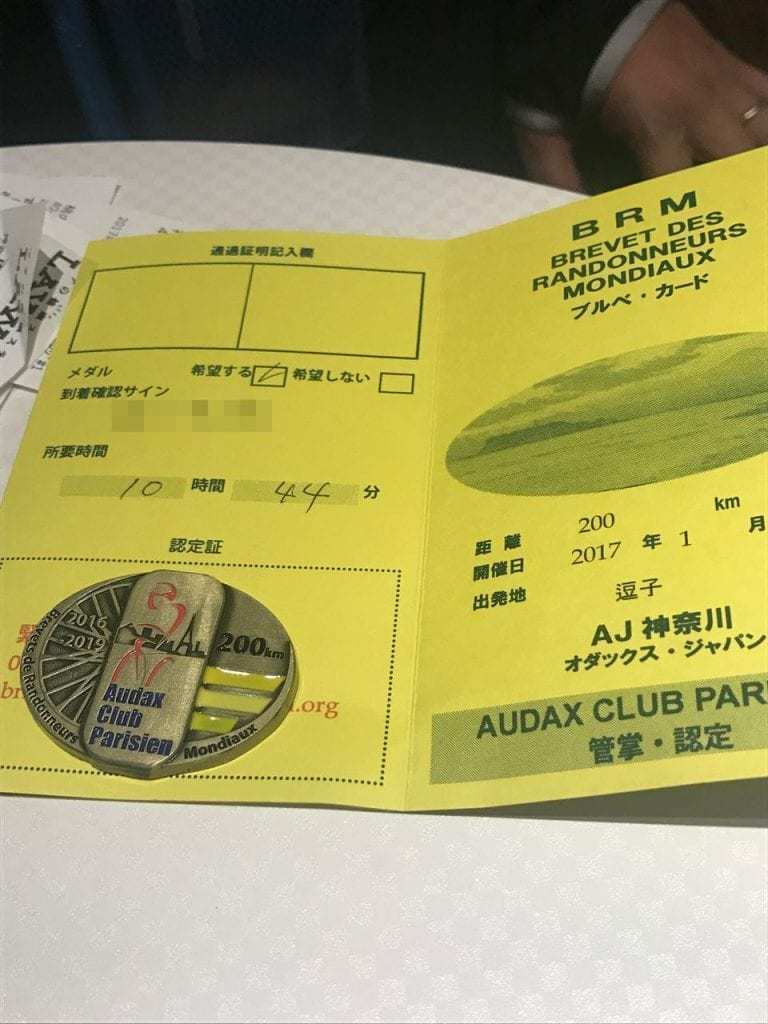 通過証明記入欄
メダル 希望する 希望しない
到着確認サイン
所要時間
10 時間 44 分
認定証
2016
-2019
Brevets de Randonneurs
200km
Audax
Club
Parisien
Mondiaux
.org
BRM
BREVET DES
RANDONNEURS
MONDIAUX
ブルベ・カード
距離 200 km
開催日 2017 年 1 月
出発地 逗子
AJ 神奈川
オダックス・ジャパン
AUDAX CLUB PARI
管掌・認定